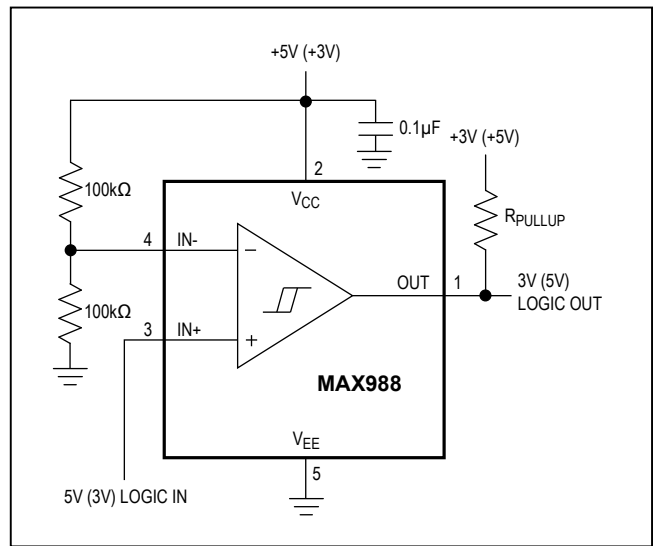 +5V (+3V)
0.1µF
+3V (+5V)
2
VCC
100kΩ
RPULLUP
4 IN-
−
OUT 1
3V (5V)
LOGIC OUT
100kΩ
3 IN+
+
MAX988
VEE
5
5V (3V) LOGIC IN